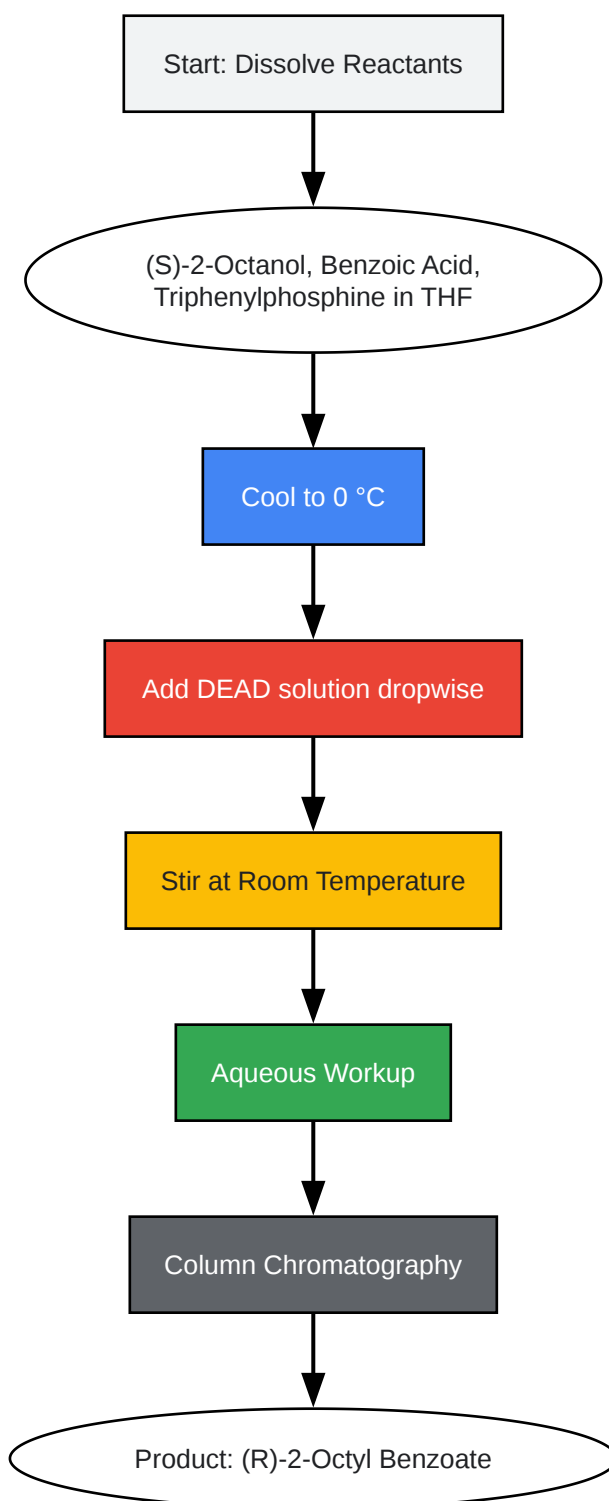 Start: Dissolve Reactants
(S)-2-Octanol, Benzoic Acid,
Triphenylphosphine in THF
Cool to 0 °C
Add DEAD solution dropwise
Stir at Room Temperature
Aqueous Workup
Column Chromatography
Product: (R)-2-Octyl Benzoate